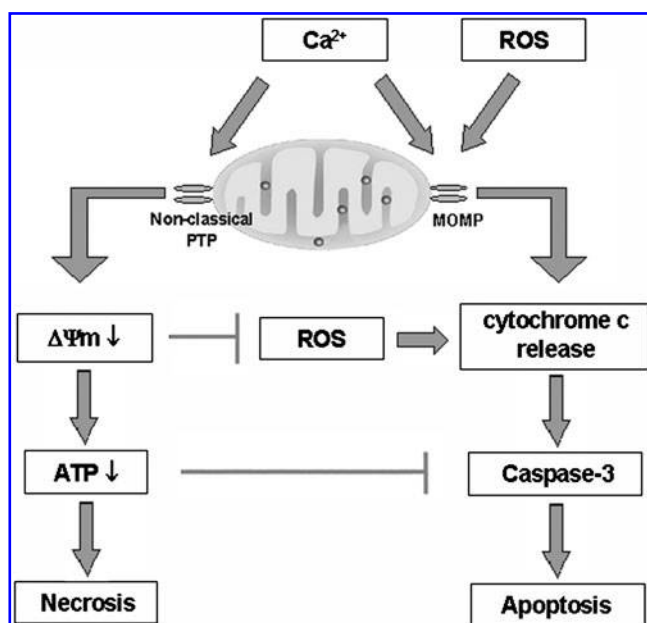 Ca²⁺
ROS
Non-classical
PTP
MOMP
ΔΨm ↓
ROS
cytochrome c
release
ATP ↓
Caspase-3
Necrosis
Apoptosis